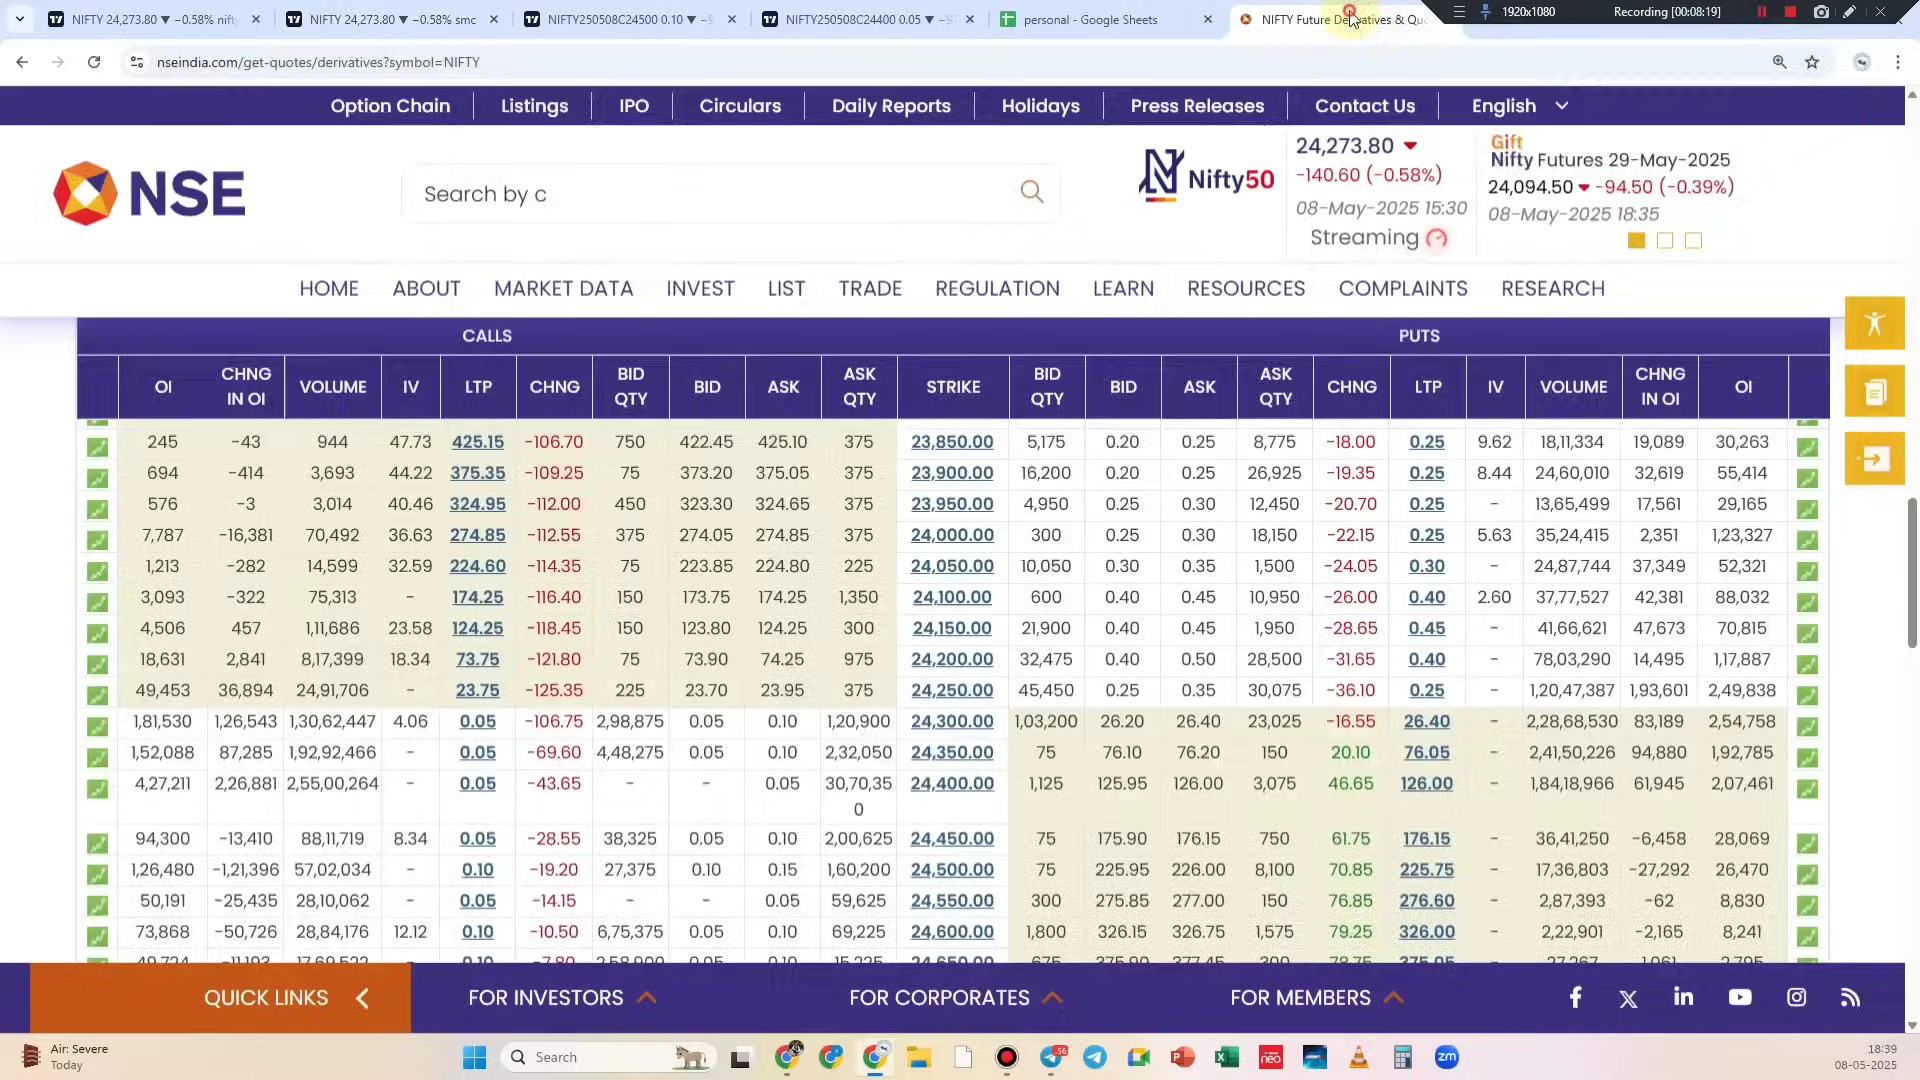 NIFTY 24,273.80 ▼ −0.58% nift
NIFTY 24,273.80 ▼ −0.58% smc
NIFTY250508C24500 0.10 ▼
NIFTY250508C24400 0.05 ▼
personal - Google Sheets
NIFTY Future Derivatives & Qu
1920x1080
Recording [00:08:19]
nseindia.com/get-quotes/derivatives?symbol=NIFTY
Option Chain Listings IPO Circulars Daily Reports Holidays Press Releases Contact Us English
NSE
Search by c
Nifty50
24,273.80
-140.60 (-0.58%)
08-May-2025 15:30
Streaming
Gift
Nifty Futures 29-May-2025
24,094.50 -94.50 (-0.39%)
08-May-2025 18:35
HOME ABOUT MARKET DATA INVEST LIST TRADE REGULATION LEARN RESOURCES COMPLAINTS RESEARCH
CALLS PUTS
OI CHNG IN OI VOLUME IV LTP CHNG BID QTY BID ASK ASK QTY STRIKE BID QTY BID ASK ASK QTY CHNG LTP IV VOLUME CHNG IN OI OI
245 -43 944 47.73 425.15 -106.70 750 422.45 425.10 375 23,850.00 5,175 0.20 0.25 8,775 -18.00 0.25 9.62 18,11,334 19,089 30,263
694 -414 3,693 44.22 375.35 -109.25 75 373.20 375.05 375 23,900.00 16,200 0.20 0.25 26,925 -19.35 0.25 8.44 24,60,010 32,619 55,414
576 -3 3,014 40.46 324.95 -112.00 450 323.30 324.65 375 23,950.00 4,950 0.25 0.30 12,450 -20.70 0.25 - 13,65,499 17,561 29,165
7,787 -16,381 70,492 36.63 274.85 -112.55 375 274.05 274.85 375 24,000.00 300 0.25 0.30 18,150 -22.15 0.25 5.63 35,24,415 2,351 1,23,327
1,213 -282 14,599 32.59 224.60 -114.35 75 223.85 224.80 225 24,050.00 10,050 0.30 0.35 1,500 -24.05 0.30 - 24,87,744 37,349 52,321
3,093 -322 75,313 - 174.25 -116.40 150 173.75 174.25 1,350 24,100.00 600 0.40 0.45 10,950 -26.00 0.40 2.60 37,77,527 42,381 88,032
4,506 457 1,11,686 23.58 124.25 -118.45 150 123.80 124.25 300 24,150.00 21,900 0.40 0.45 1,950 -28.65 0.45 - 41,66,621 47,673 70,815
18,631 2,841 8,17,399 18.34 73.75 -121.80 75 73.90 74.25 975 24,200.00 32,475 0.40 0.50 28,500 -31.65 0.40 - 78,03,290 14,495 1,17,887
49,453 36,894 24,91,706 - 23.75 -125.35 225 23.70 23.95 375 24,250.00 45,450 0.25 0.35 30,075 -36.10 0.25 - 1,20,47,387 1,93,601 2,49,838
1,81,530 1,26,543 1,30,62,447 4.06 0.05 -106.75 2,98,875 0.05 0.10 1,20,900 24,300.00 1,03,200 26.20 26.40 23,025 -16.55 26.40 - 2,28,68,530 83,189 2,54,758
1,52,088 87,285 1,92,92,466 - 0.05 -69.60 4,48,275 0.05 0.10 2,32,050 24,350.00 75 76.10 76.20 150 20.10 76.05 - 2,41,50,226 94,880 1,92,785
4,27,211 2,26,881 2,55,00,264 - 0.05 -43.65 - - 0.05 30,70,350 24,400.00 1,125 125.95 126.00 3,075 46.65 126.00 - 1,84,18,966 61,945 2,07,461
94,300 -13,410 88,11,719 8.34 0.05 -28.55 38,325 0.05 0.10 2,00,625 24,450.00 75 175.90 176.15 750 61.75 176.15 - 36,41,250 -6,458 28,069
1,26,480 -1,21,396 57,02,034 - 0.10 -19.20 27,375 0.10 0.15 1,60,200 24,500.00 75 225.95 226.00 8,100 70.85 225.75 - 17,36,803 -27,292 26,470
50,191 -25,435 28,10,062 - 0.05 -14.15 - - 0.05 59,625 24,550.00 300 275.85 277.00 150 76.85 276.60 - 2,87,393 -62 8,830
73,868 -50,726 28,84,176 12.12 0.10 -10.50 6,75,375 0.05 0.10 69,225 24,600.00 1,800 326.15 326.75 1,575 79.25 326.00 - 2,22,901 -2,165 8,241
QUICK LINKS FOR INVESTORS FOR CORPORATES FOR MEMBERS
Air: Severe
Today
Search
56
neo
zm
18:39
08-05-2025